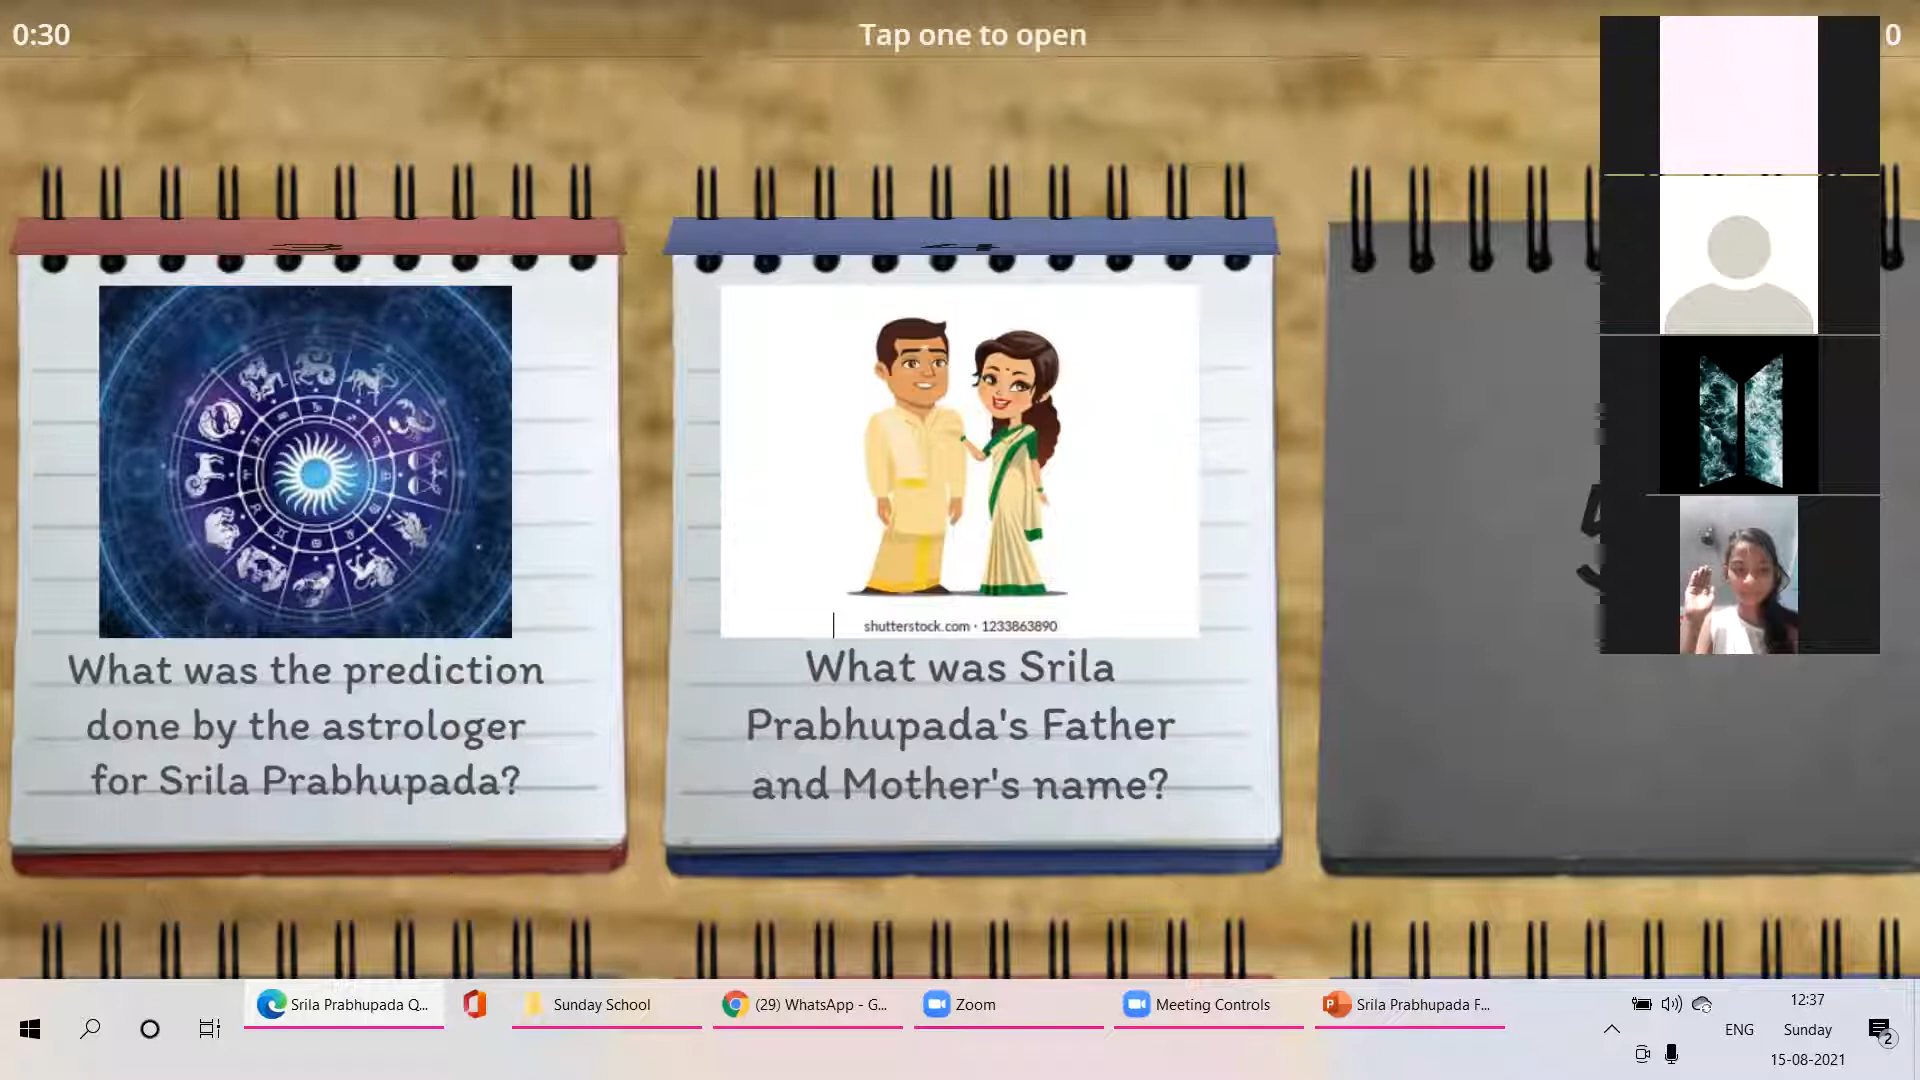 0:30
Tap one to open
0
shutterstock.com · 1233863890
What was the prediction
done by the astrologer
for Srila Prabhupada?
What was Srila
Prabhupada's Father
and Mother's name?
5
Srila Prabhupada Q...
Sunday School
(29) WhatsApp - G...
Zoom
Meeting Controls
Srila Prabhupada F...
ENG
12:37
Sunday
15-08-2021
2